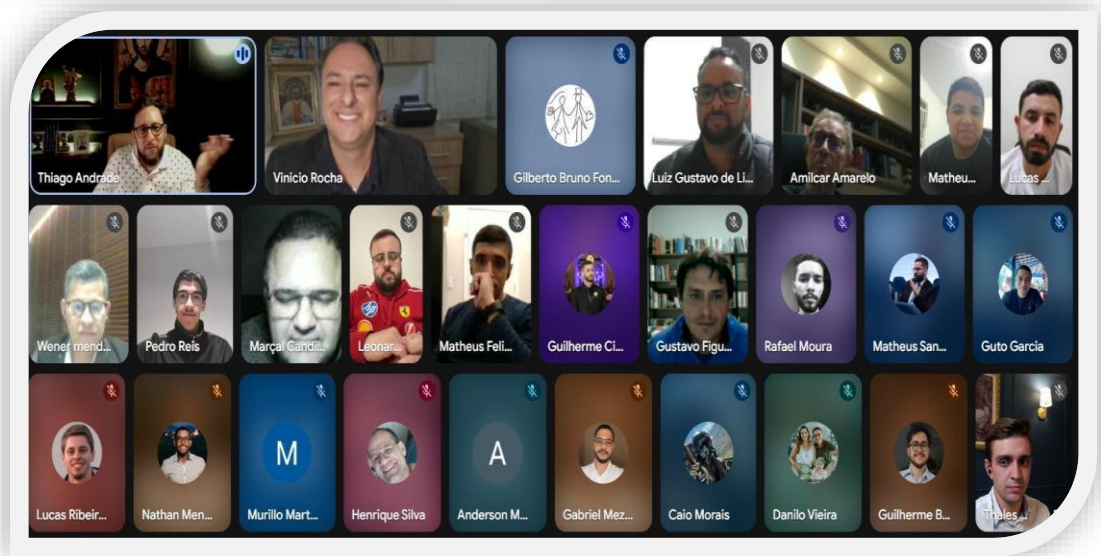 Thiago Andrade
Vinicio Rocha
Gilberto Bruno Fon...
Luiz Gustavo de Li...
Amilcar Amarelo
Matheu...
Lucas ...
Wener mend...
Pedro Reis
Marçal Candi...
Leonar...
Matheus Feli...
Guilherme Ci...
Gustavo Figu...
Rafael Moura
Matheus San...
Guto Garcia
M
A
Lucas Ribeir...
Nathan Men...
Murillo Mart...
Henrique Silva
Anderson M...
Gabriel Mez...
Caio Morais
Danilo Vieira
Guilherme B...
Thales ...